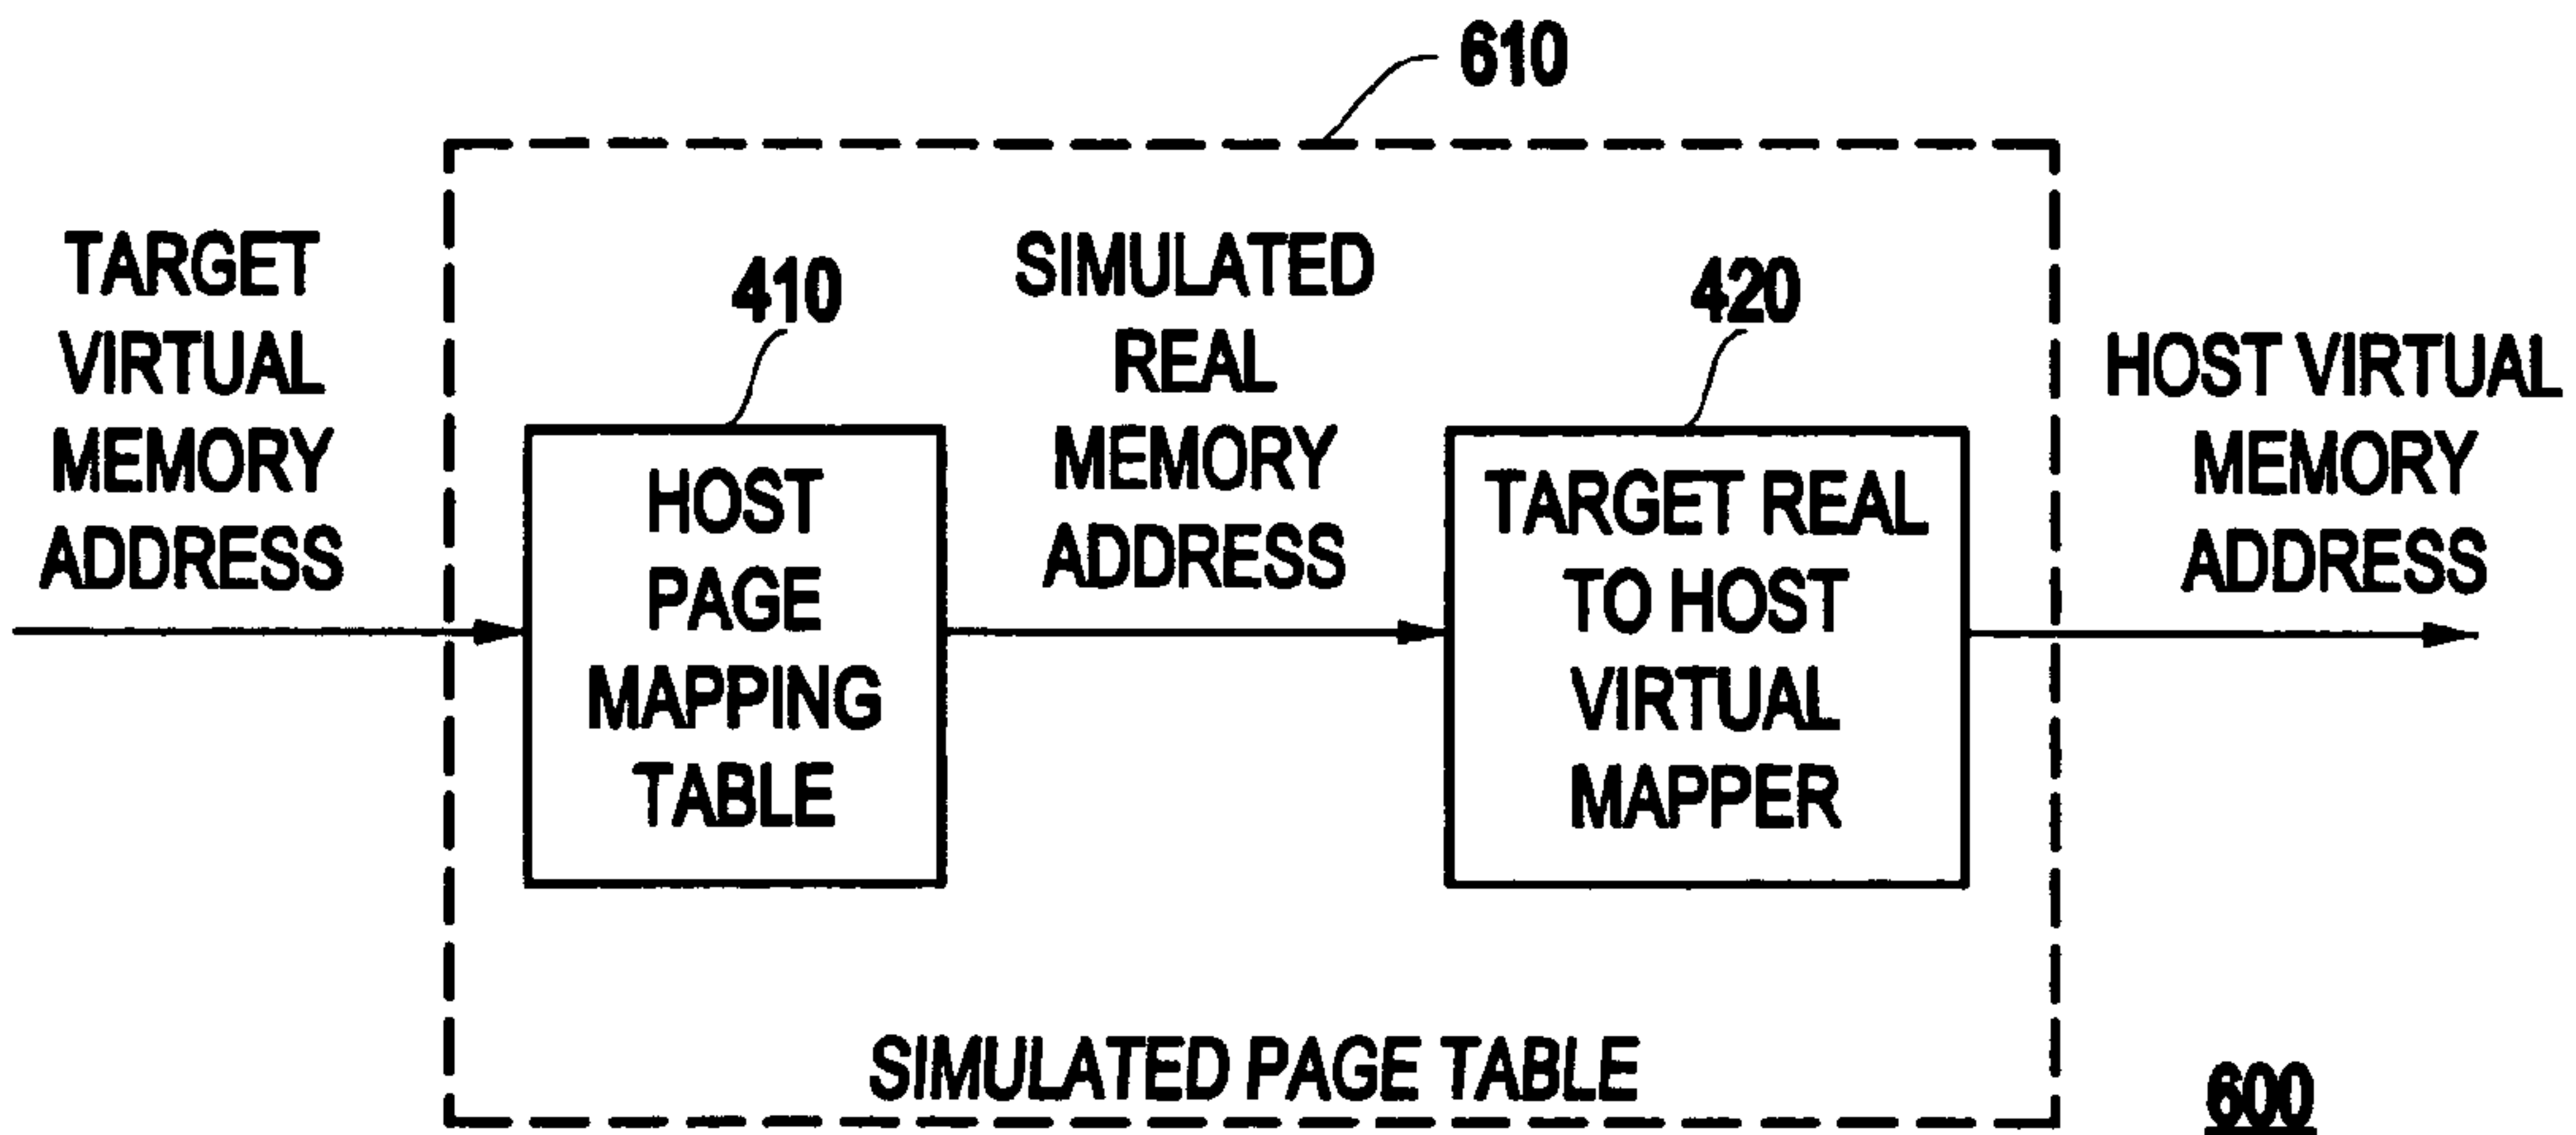 610
TARGET
VIRTUAL
MEMORY
ADDRESS
410
SIMULATED
REAL
MEMORY
ADDRESS
420
HOST VIRTUAL
MEMORY
ADDRESS
HOST
PAGE
MAPPING
TABLE
TARGET REAL
TO HOST
VIRTUAL
MAPPER
SIMULATED PAGE TABLE
600